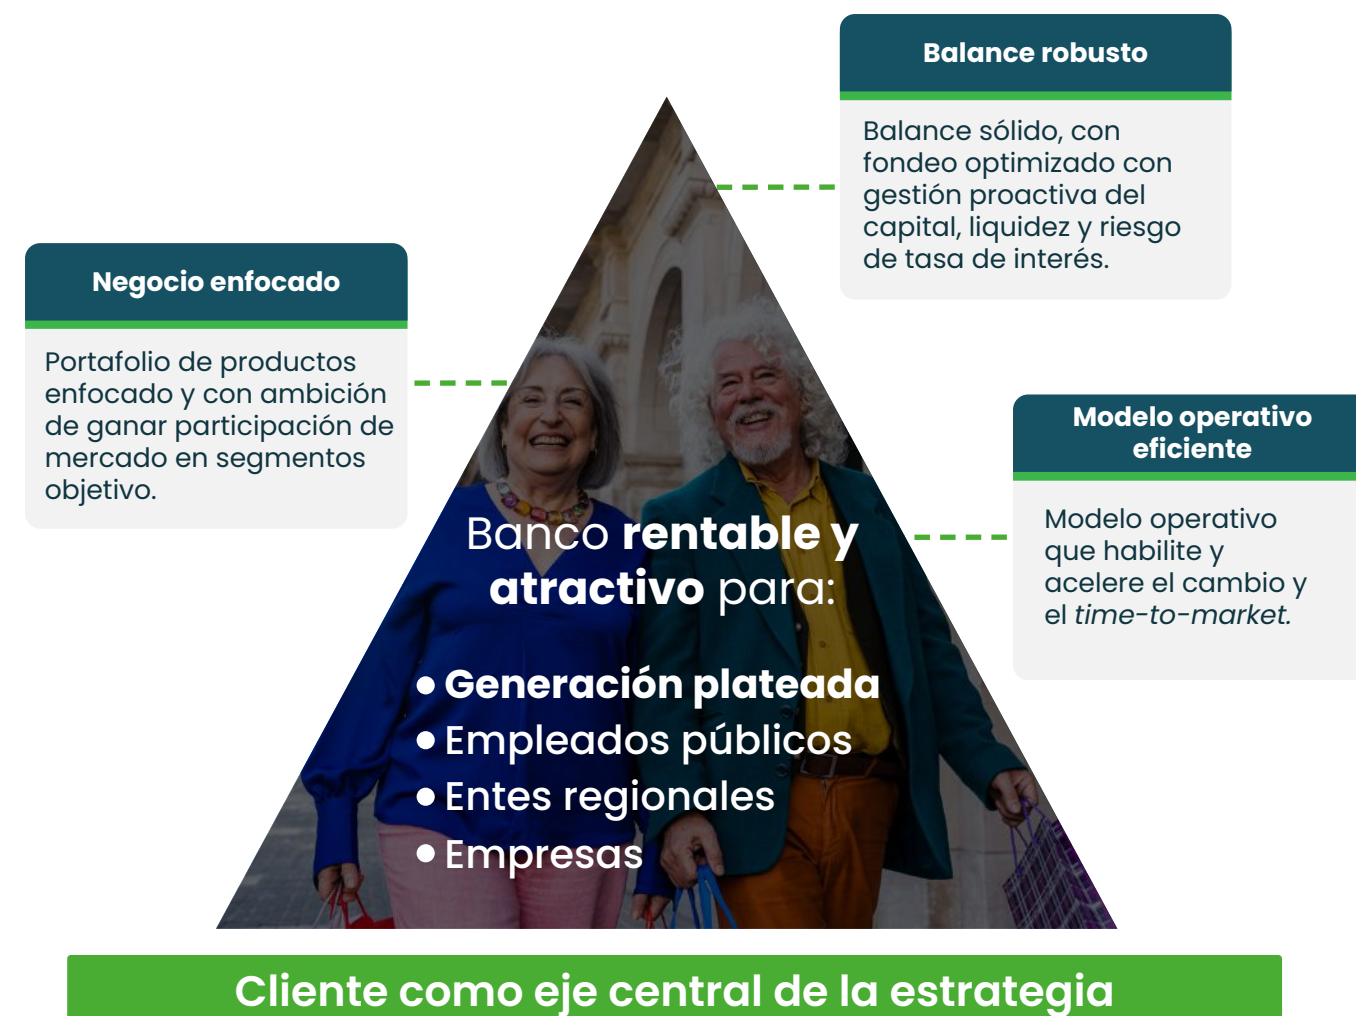 Balance robusto
Balance sólido, con
fondeo optimizado con
gestión proactiva del
capital, liquidez y riesgo
de tasa de interés.
Negocio enfocado
Portafolio de productos
enfocado y con ambición
de ganar participación de
mercado en segmentos
objetivo.
Modelo operativo
eficiente
Modelo operativo
que habilite y
acelere el cambio y
el time-to-market.
Banco rentable y
atractivo para:
• Generación plateada
• Empleados públicos
• Entes regionales
• Empresas
Cliente como eje central de la estrategia